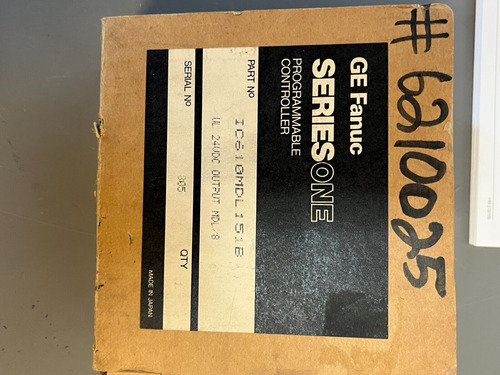 #6210025
GE Fanuc
SERIES ONE
PROGRAMMABLE
CONTROLLER
PART Nº IC610MDL151B
UL 24VDC OUTPUT MDL/8
SERIAL Nº 805 QTY
MADE IN JAPAN